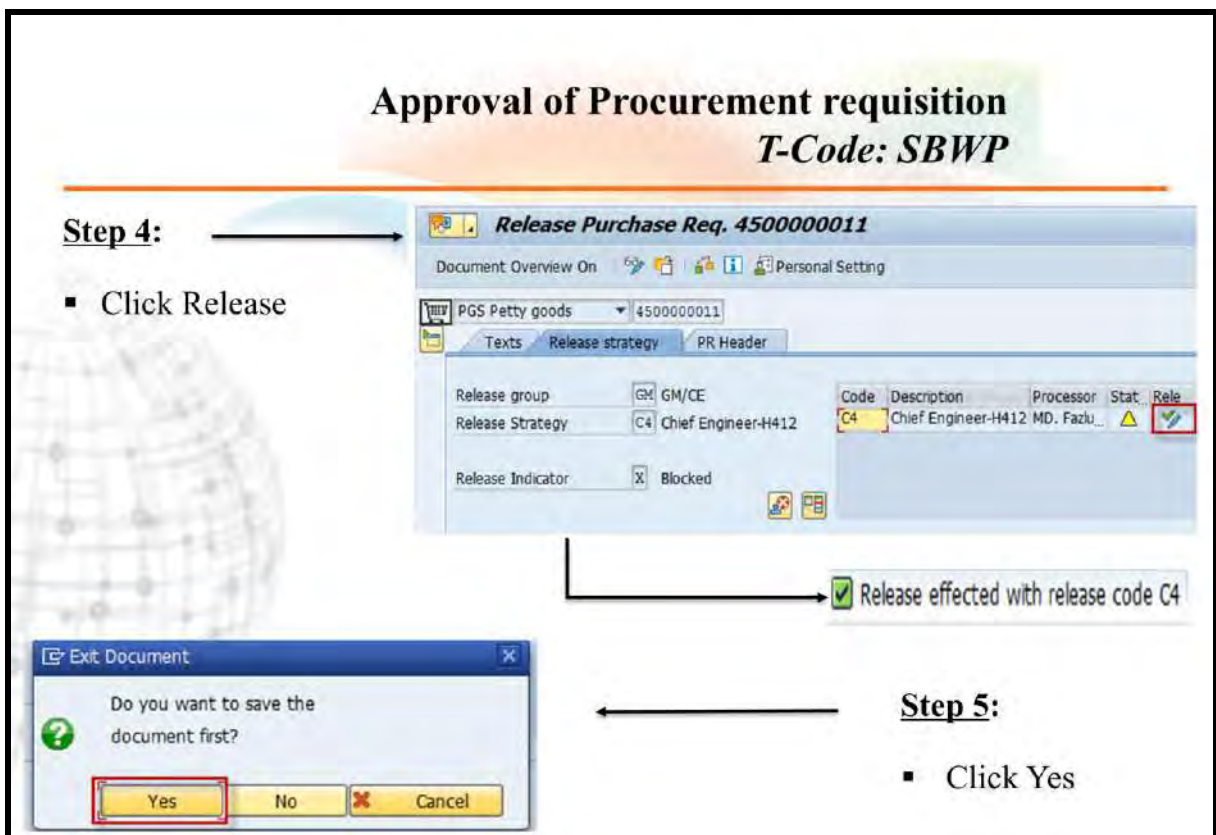 Approval of Procurement requisition
T-Code: SBWP
Step 4:
▪ Click Release
Release Purchase Req. 4500000011
Document Overview On Personal Setting
PGS Petty goods 4500000011
Texts Release strategy PR Header
Release group GM GM/CE
Release Strategy C4 Chief Engineer-H412
Release Indicator X Blocked
Code Description Processor Stat.. Rele
C4 Chief Engineer-H412 MD. Fazlu..
Release effected with release code C4
Exit Document
Do you want to save the
document first?
Yes No Cancel
Step 5:
▪ Click Yes